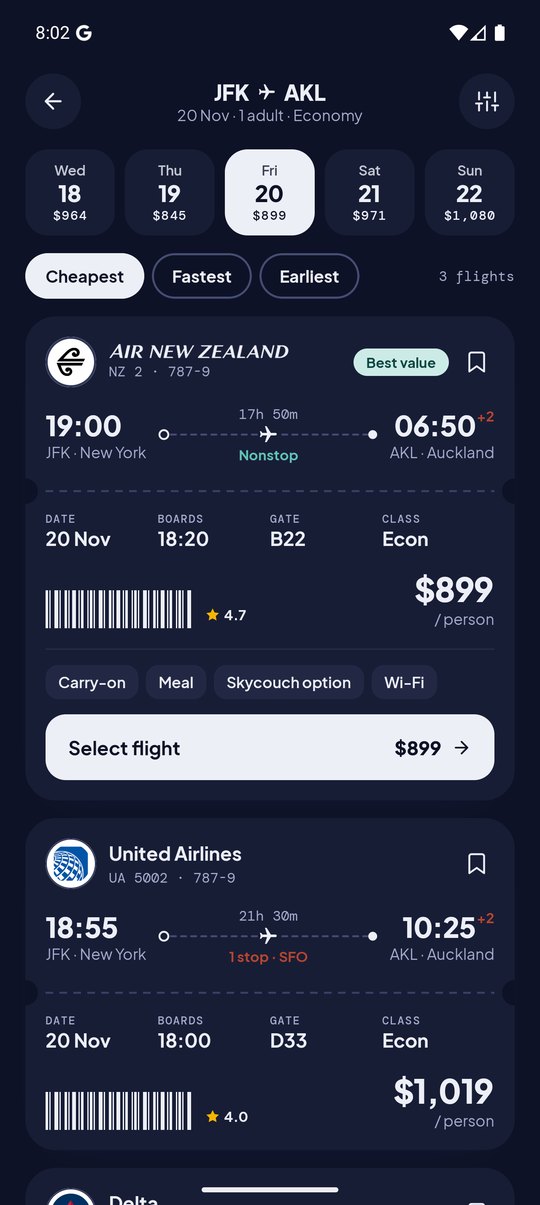 8:02
JFK ✈ AKL
20 Nov · 1 adult · Economy
Wed
18
$964
Thu
19
$845
Fri
20
$899
Sat
21
$971
Sun
22
$1,080
Cheapest
Fastest
Earliest
3 flights
AIR NEW ZEALAND
NZ 2 · 787-9
Best value
19:00
JFK · New York
17h 50m
Nonstop
06:50+2
AKL · Auckland
DATE
20 Nov
BOARDS
18:20
GATE
B22
CLASS
Econ
4.7
$899
/ person
Carry-on
Meal
Skycouch option
Wi-Fi
Select flight
$899 →
United Airlines
UA 5002 · 787-9
18:55
JFK · New York
21h 30m
1 stop · SFO
10:25+2
AKL · Auckland
DATE
20 Nov
BOARDS
18:00
GATE
D33
CLASS
Econ
4.0
$1,019
/ person
Delta